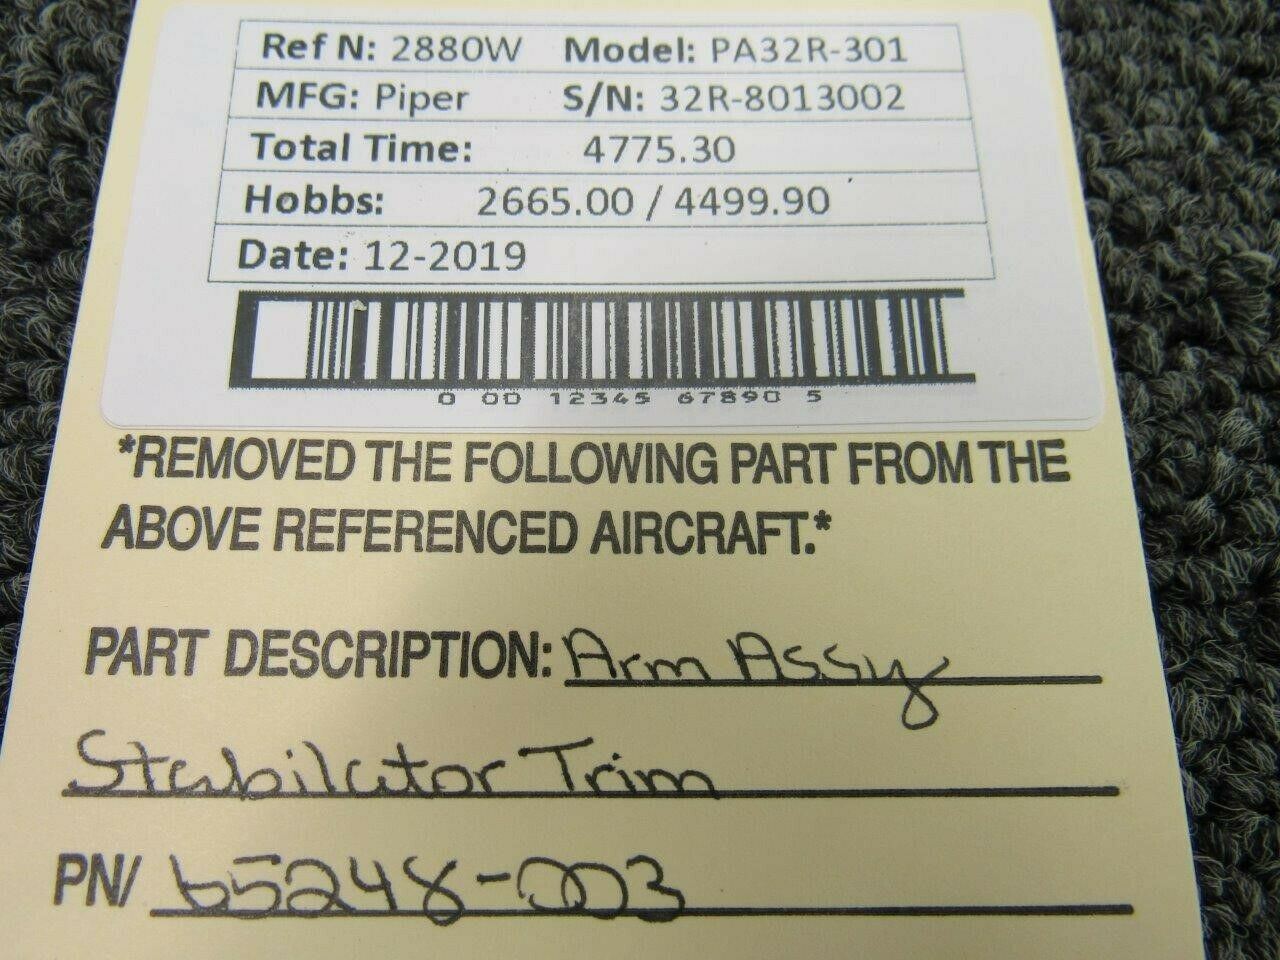 Ref N: 2880W Model: PA32R-301
MFG: Piper S/N: 32R-8013002
Total Time: 4775.30
Hobbs: 2665.00 / 4499.90
Date: 12-2019
0 00 12345 67890 5
*REMOVED THE FOLLOWING PART FROM THE
ABOVE REFERENCED AIRCRAFT.*
PART DESCRIPTION: Arm Assy
Stabilator Trim
PN/ 65248-003